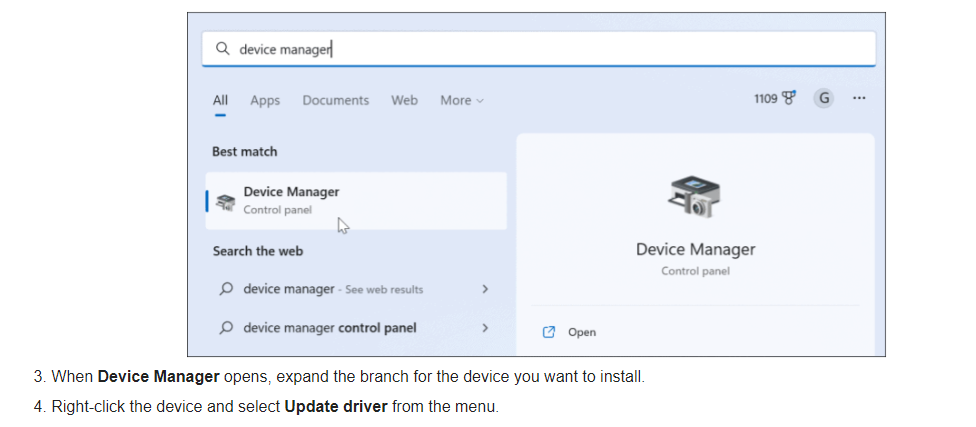 device manager
All Apps Documents Web More
1109 G ...
Best match
Device Manager
Control panel
Search the web
device manager - See web results
device manager control panel
Device Manager
Control panel
Open
3. When Device Manager opens, expand the branch for the device you want to install.
4. Right-click the device and select Update driver from the menu.